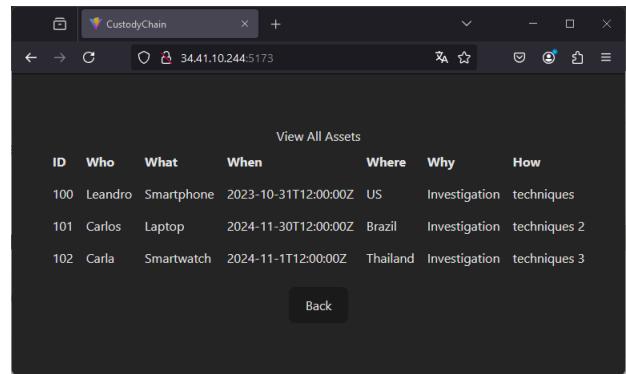 CustodyChain
34.41.10.244:5173
View All Assets
ID Who What When Where Why How
100 Leandro Smartphone 2023-10-31T12:00:00Z US Investigation techniques
101 Carlos Laptop 2024-11-30T12:00:00Z Brazil Investigation techniques 2
102 Carla Smartwatch 2024-11-1T12:00:00Z Thailand Investigation techniques 3
Back